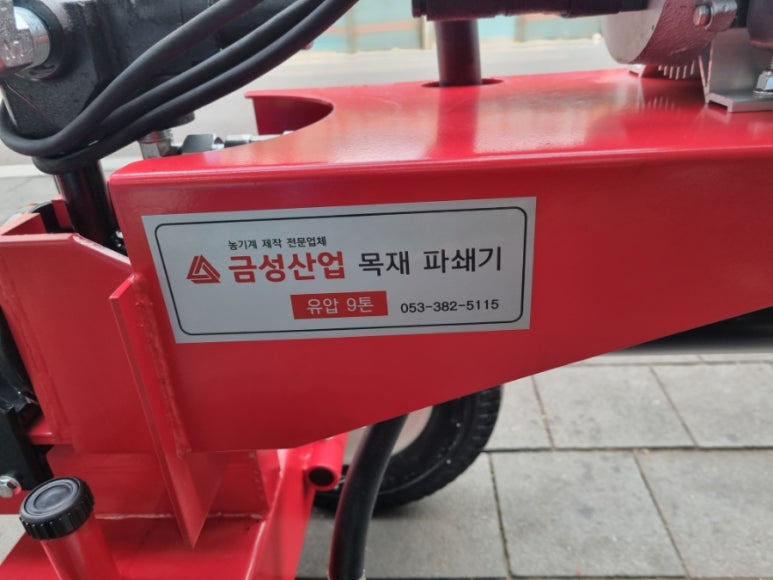 농기계 제작 전문업체
금성산업 목재 파쇄기
유압 9톤 053-382-5115